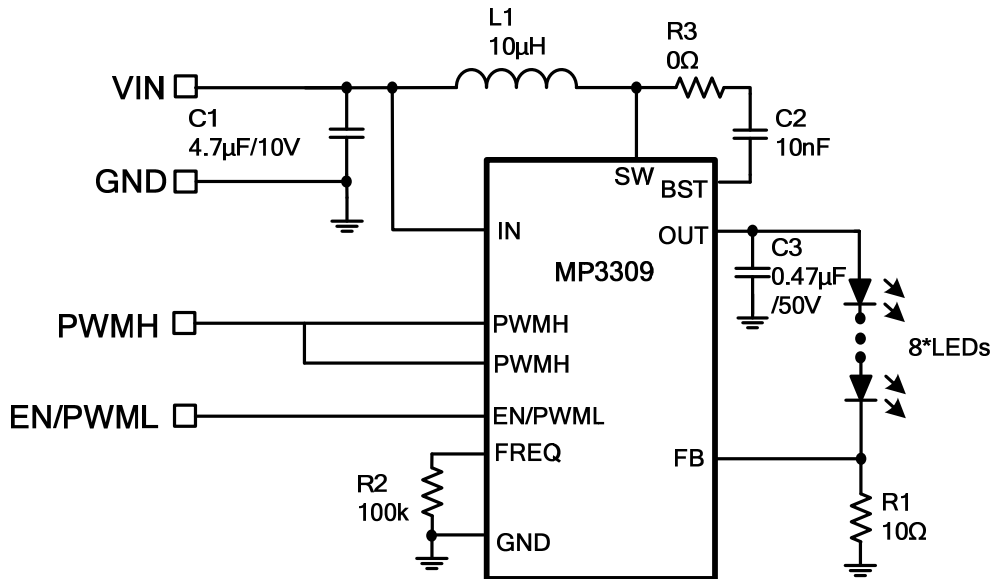 L1
10µH
R3
0Ω
VIN
C1
4.7µF/10V
C2
10nF
GND
SW
BST
IN
OUT
MP3309
C3
0.47µF
/50V
PWMH
PWMH
PWMH
8*LEDs
EN/PWML
EN/PWML
FREQ
FB
R2
100k
R1
10Ω
GND